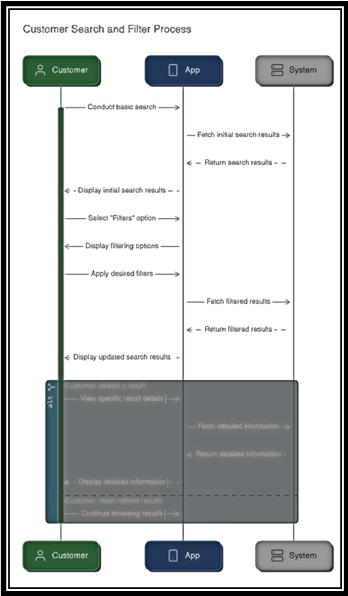 Customer Search and Filter Process
Customer
App
System
Conduct basic search
Fetch initial search results
Return search results
Display initial search results
Select "Filters" option
Display filtering options
Apply desired filters
Fetch filtered results
Return filtered results
Display updated search results
alt
Customer selects a result
View specific result details
Fetch detailed information
Return detailed information
Display detailed information
Customer views refined results
Continue browsing results
Customer
App
System